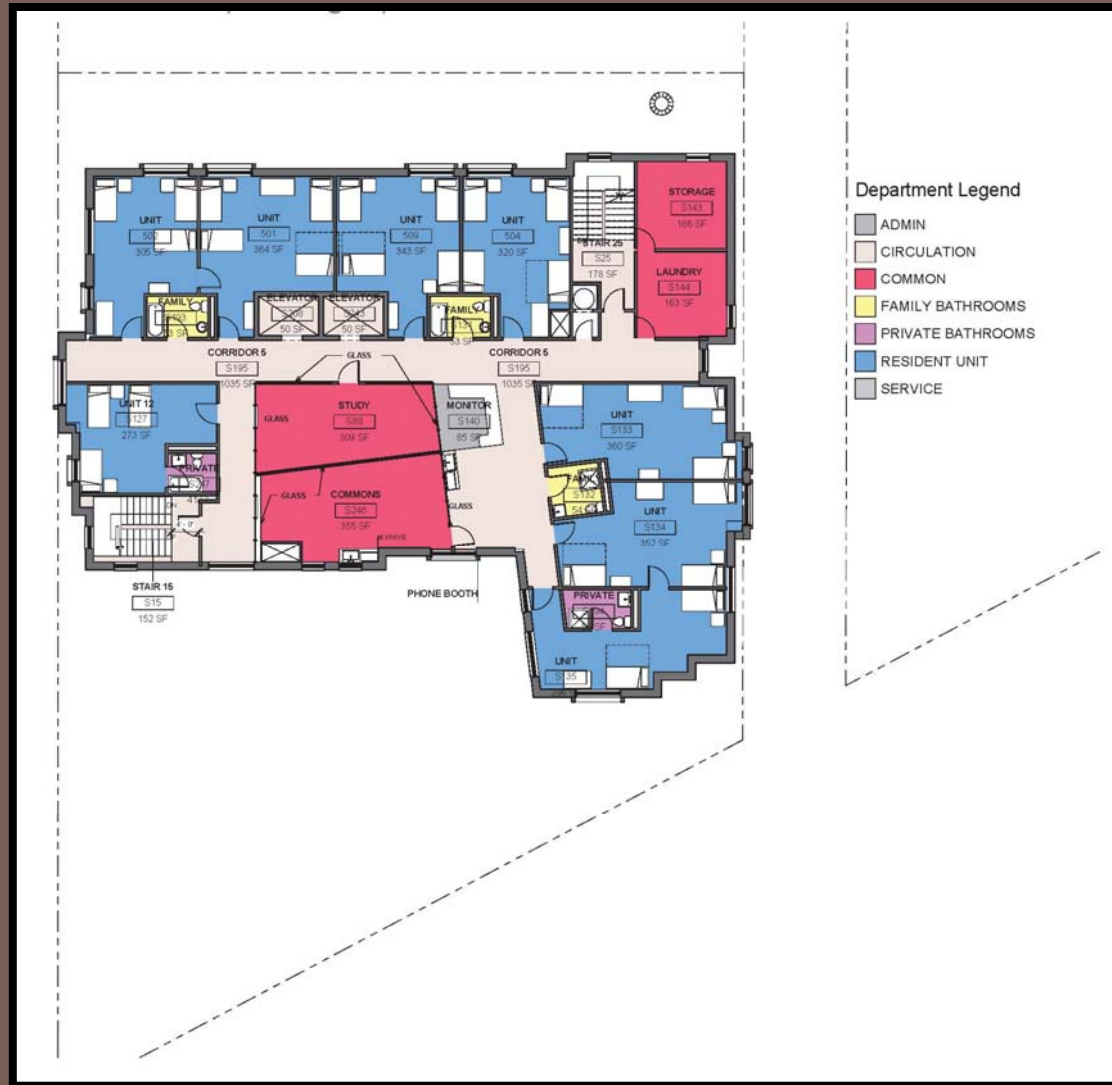 Department Legend
ADMIN
CIRCULATION
COMMON
FAMILY BATHROOMS
PRIVATE BATHROOMS
RESIDENT UNIT
SERVICE
UNIT
502
305 SF
UNIT
501
364 SF
UNIT
509
343 SF
UNIT
504
320 SF
STAIR 25
S25
178 SF
STORAGE
S143
166 SF
LAUNDRY
S144
163 SF
FAMILY
ELEVATOR
50 SF
ELEVATOR
50 SF
FAMILY
CORRIDOR 5
S195
1035 SF
GLASS
CORRIDOR 5
S195
1035 SF
UNIT 12
S127
273 SF
GLASS
STUDY
S99
309 SF
MONITOR
S140
85 SF
UNIT
S133
360 SF
PRIVATE
GLASS
COMMONS
S246
355 SF
GLASS
S132
54
UNIT
S134
352 SF
STAIR 15
S15
152 SF
PHONE BOOTH
PRIVATE
UNIT